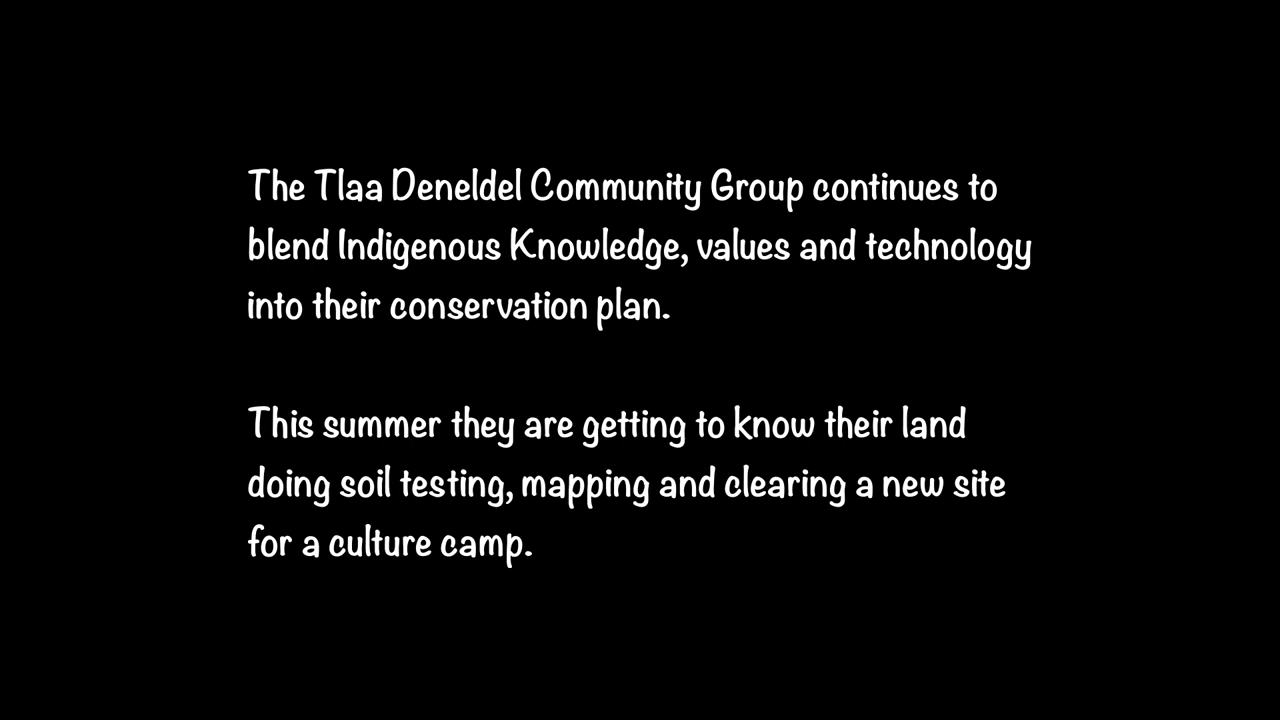 The Tlaa Deneldel Community Group continues to
blend Indigenous Knowledge, values and technology
into their conservation plan.
This summer they are getting to know their land
doing soil testing, mapping and clearing a new site
for a culture camp.